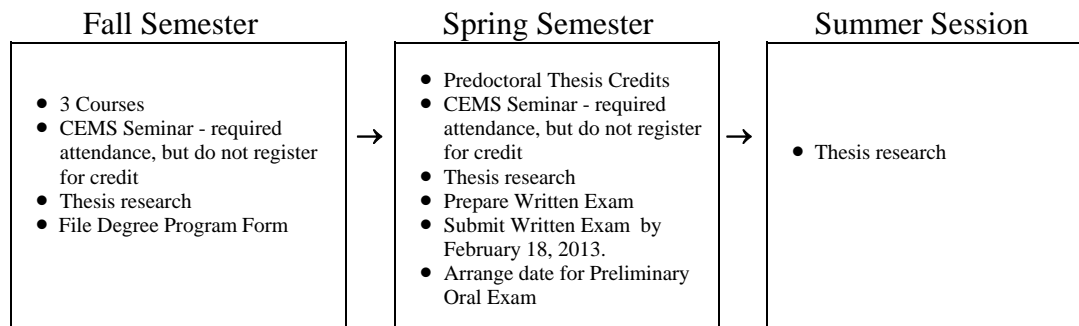 Fall Semester
• 3 Courses
• CEMS Seminar - required
attendance, but do not register
for credit
• Thesis research
• File Degree Program Form
Spring Semester
• Predoctoral Thesis Credits
• CEMS Seminar - required
attendance, but do not register
for credit
• Thesis research
• Prepare Written Exam
• Submit Written Exam  by
February 18, 2013.
• Arrange date for Preliminary
Oral Exam
Summer Session
• Thesis research